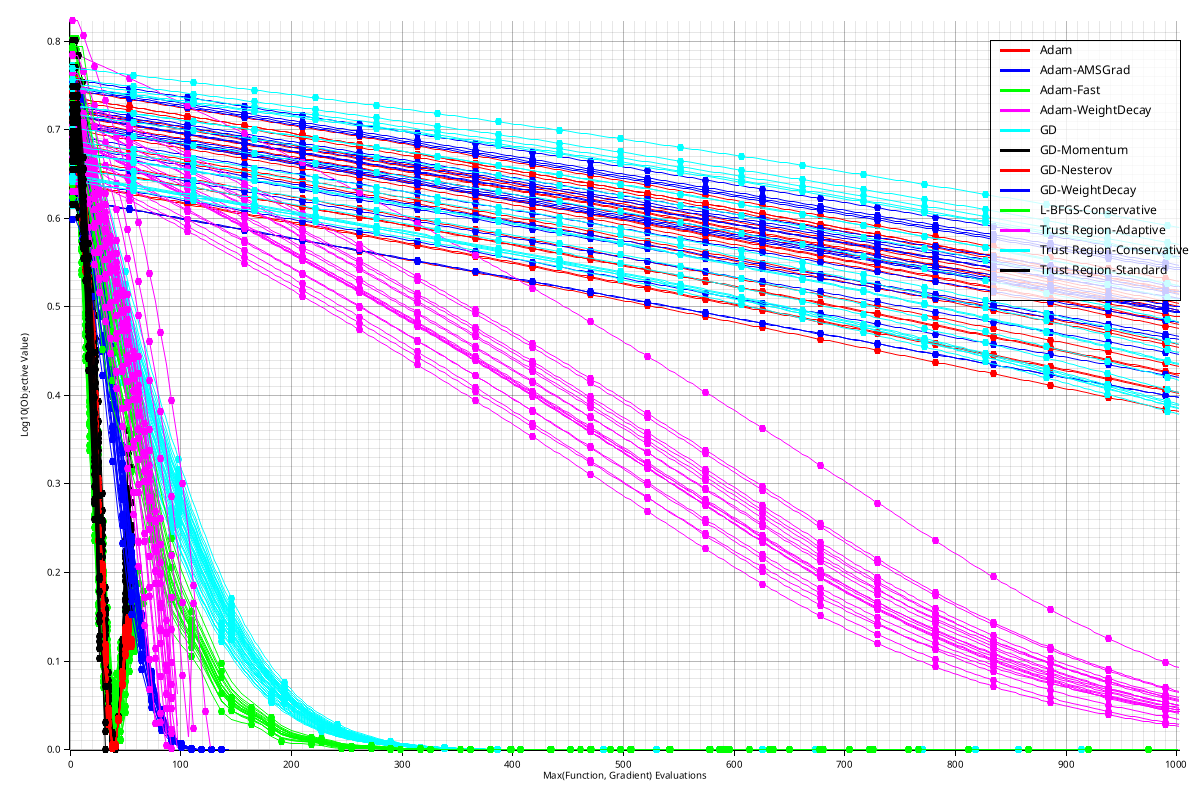 0.8
0.7
0.6
0.5
0.4
0.3
0.2
0.1
0.0
Log10(Objective Value)
0
100
200
300
400
500
600
700
800
900
1000
Max(Function, Gradient) Evaluations
Adam
Adam-AMSGrad
Adam-Fast
Adam-WeightDecay
GD
GD-Momentum
GD-Nesterov
GD-WeightDecay
L-BFGS-Conservative
Trust Region-Adaptive
Trust Region-Conservative
Trust Region-Standard